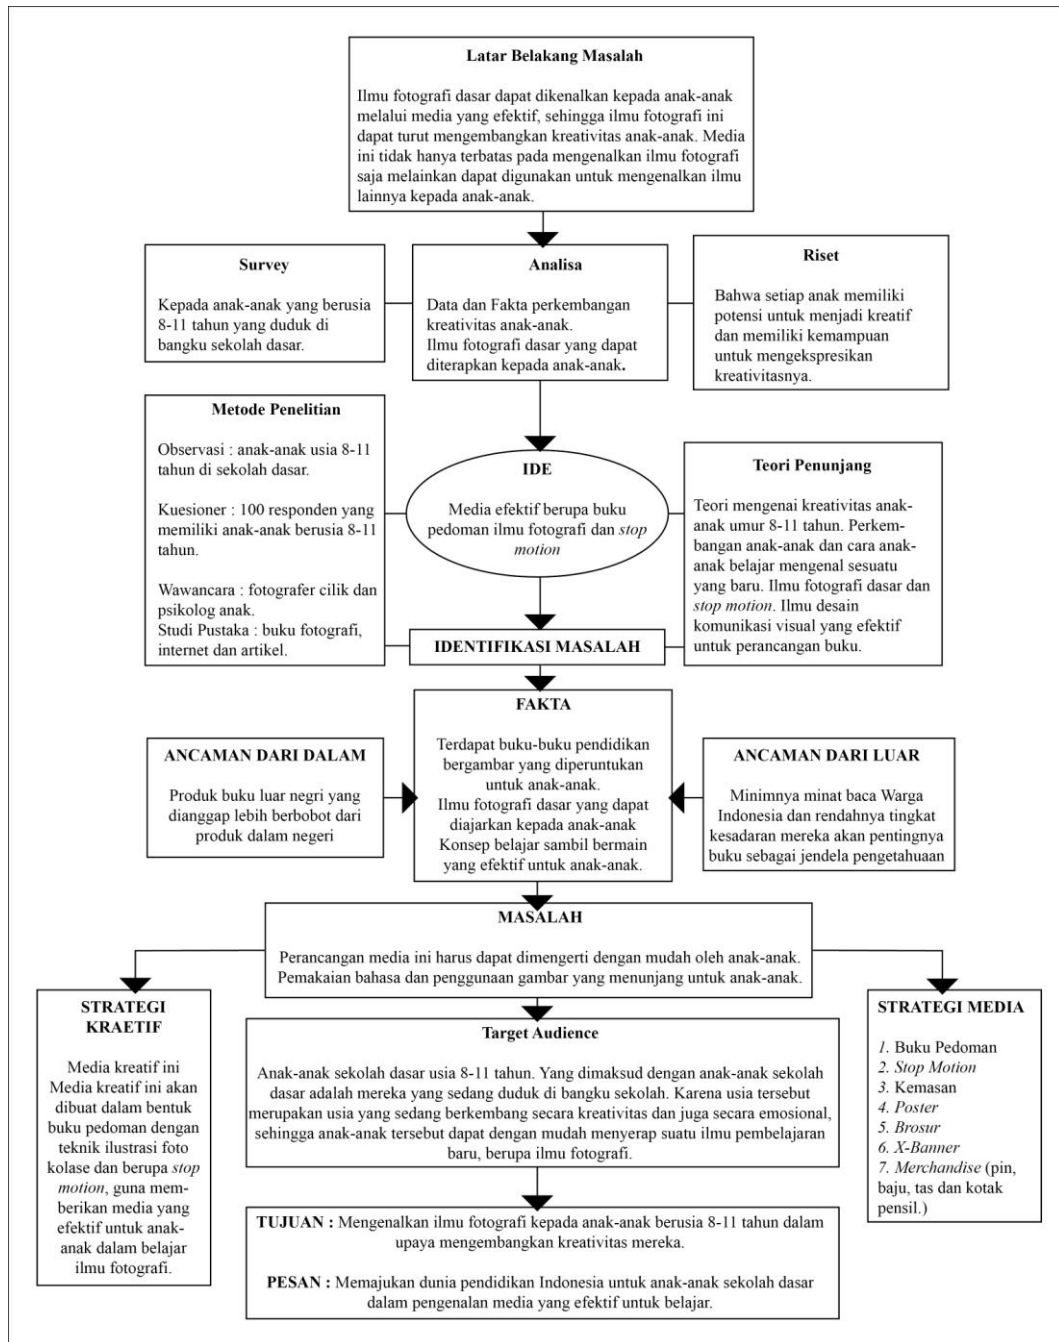 Latar Belakang Masalah
Ilmu fotografi dasar dapat dikenalkan kepada anak-anak
melalui media yang efektif, sehingga ilmu fotografi ini
dapat turut mengembangkan kreativitas anak-anak. Media
ini tidak hanya terbatas pada mengenalkan ilmu fotografi
saja melainkan dapat digunakan untuk mengenalkan ilmu
lainnya kepada anak-anak.
Survey
Kepada anak-anak yang berusia
8-11 tahun yang duduk di
bangku sekolah dasar.
Analisa
Data dan Fakta perkembangan
kreativitas anak-anak.
Ilmu fotografi dasar yang dapat
diterapkan kepada anak-anak.
Riset
Bahwa setiap anak memiliki
potensi untuk menjadi kreatif
dan memiliki kemampuan
untuk mengekspresikan
kreativitasnya.
Metode Penelitian
Observasi : anak-anak usia 8-11
tahun di sekolah dasar.
Kuesioner : 100 responden yang
memiliki anak-anak berusia 8-11
tahun.
Wawancara : fotografer cilik dan
psikolog anak.
Studi Pustaka : buku fotografi,
internet dan artikel.
IDE
Media efektif berupa buku
pedoman ilmu fotografi dan stop
motion
Teori Penunjang
Teori mengenai kreativitas anak-
anak umur 8-11 tahun. Perkem-
bangan anak-anak dan cara anak-
anak belajar mengenal sesuatu
yang baru. Ilmu fotografi dasar dan
stop motion. Ilmu desain
komunikasi visual yang efektif
untuk perancangan buku.
IDENTIFIKASI MASALAH
FAKTA
Terdapat buku-buku pendidikan
bergambar yang diperuntukan
untuk anak-anak.
Ilmu fotografi dasar yang dapat
diajarkan kepada anak-anak
Konsep belajar sambil bermain
yang efektif untuk anak-anak.
ANCAMAN DARI DALAM
Produk buku luar negri yang
dianggap lebih berbobot dari
produk dalam negeri
ANCAMAN DARI LUAR
Minimnya minat baca Warga
Indonesia dan rendahnya tingkat
kesadaran mereka akan pentingnya
buku sebagai jendela pengetahuaan
MASALAH
Perancangan media ini harus dapat dimengerti dengan mudah oleh anak-anak.
Pemakaian bahasa dan penggunaan gambar yang menunjang untuk anak-anak.
STRATEGI
KRAETIF
Media kreatif ini
Media kreatif ini akan
dibuat dalam bentuk
buku pedoman dengan
teknik ilustrasi foto
kolase dan berupa stop
motion, guna mem-
berikan media yang
efektif untuk anak-
anak dalam belajar
ilmu fotografi.
Target Audience
Anak-anak sekolah dasar usia 8-11 tahun. Yang dimaksud dengan anak-anak sekolah
dasar adalah mereka yang sedang duduk di bangku sekolah. Karena usia tersebut
merupakan usia yang sedang berkembang secara kreativitas dan juga secara emosional,
sehingga anak-anak tersebut dapat dengan mudah menyerap suatu ilmu pembelajaran
baru, berupa ilmu fotografi.
STRATEGI MEDIA
1. Buku Pedoman
2. Stop Motion
3. Kemasan
4. Poster
5. Brosur
6. X-Banner
7. Merchandise (pin,
baju, tas dan kotak
pensil.)
TUJUAN : Mengenalkan ilmu fotografi kepada anak-anak berusia 8-11 tahun dalam
upaya mengembangkan kreativitas mereka.
PESAN : Memajukan dunia pendidikan Indonesia untuk anak-anak sekolah dasar
dalam pengenalan media yang efektif untuk belajar.